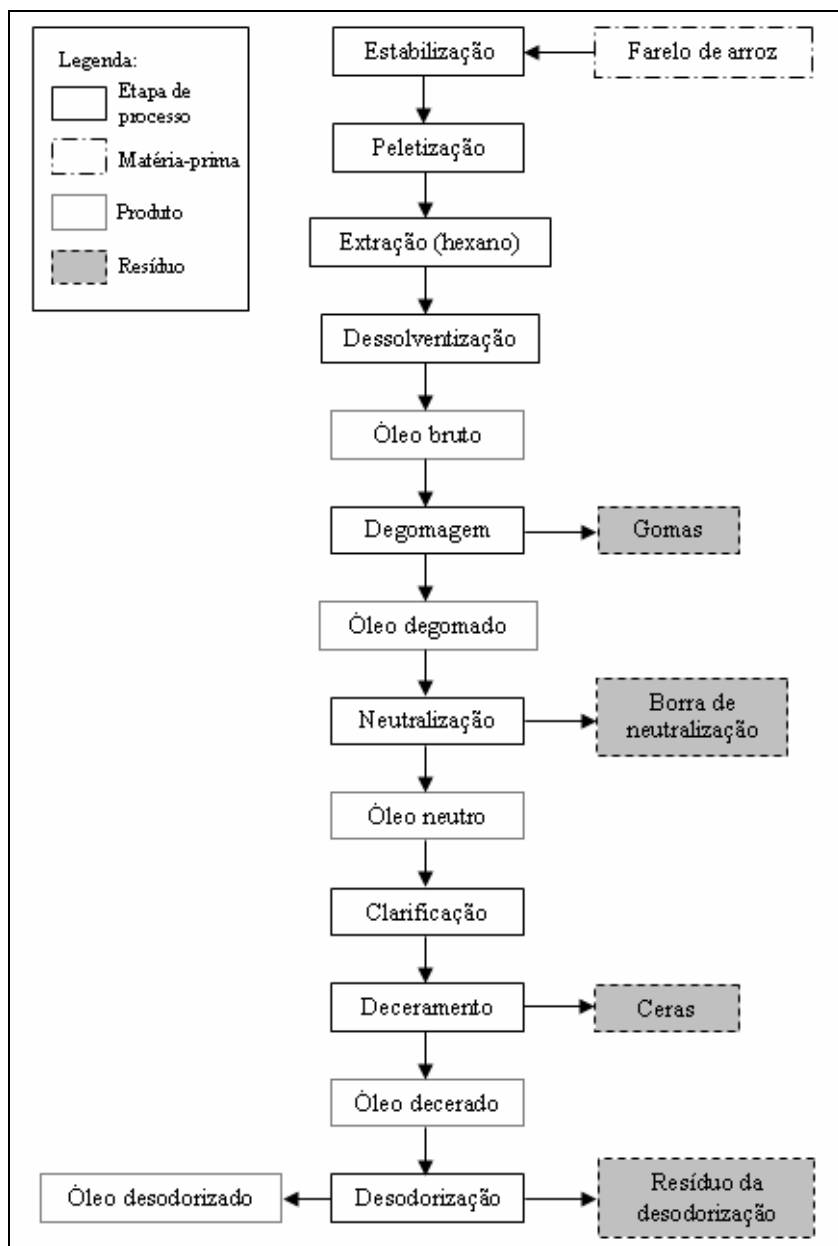 Legenda:
Etapa de
processo
Matéria-prima
Produto
Resíduo
Estabilização
Farelo de arroz
Peletização
Extração (hexano)
Dessolventização
Óleo bruto
Degomagem
Gomas
Óleo degomado
Neutralização
Borra de
neutralização
Óleo neutro
Clarificação
Deceramento
Ceras
Óleo decerado
Óleo desodorizado
Desodorização
Resíduo da
desodorização